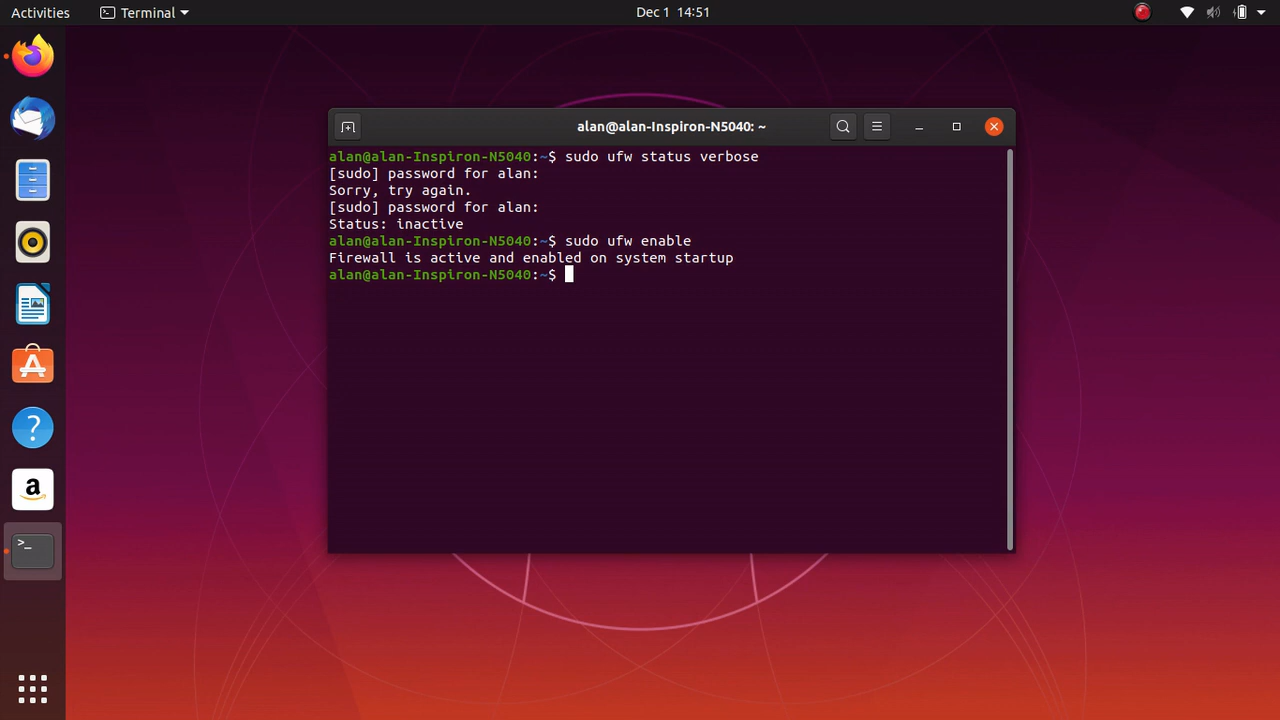 Activities Terminal Dec 1 14:51
alan@alan-Inspiron-N5040: ~
alan@alan-Inspiron-N5040:~$ sudo ufw status verbose
[sudo] password for alan:
Sorry, try again.
[sudo] password for alan:
Status: inactive
alan@alan-Inspiron-N5040:~$ sudo ufw enable
Firewall is active and enabled on system startup
alan@alan-Inspiron-N5040:~$